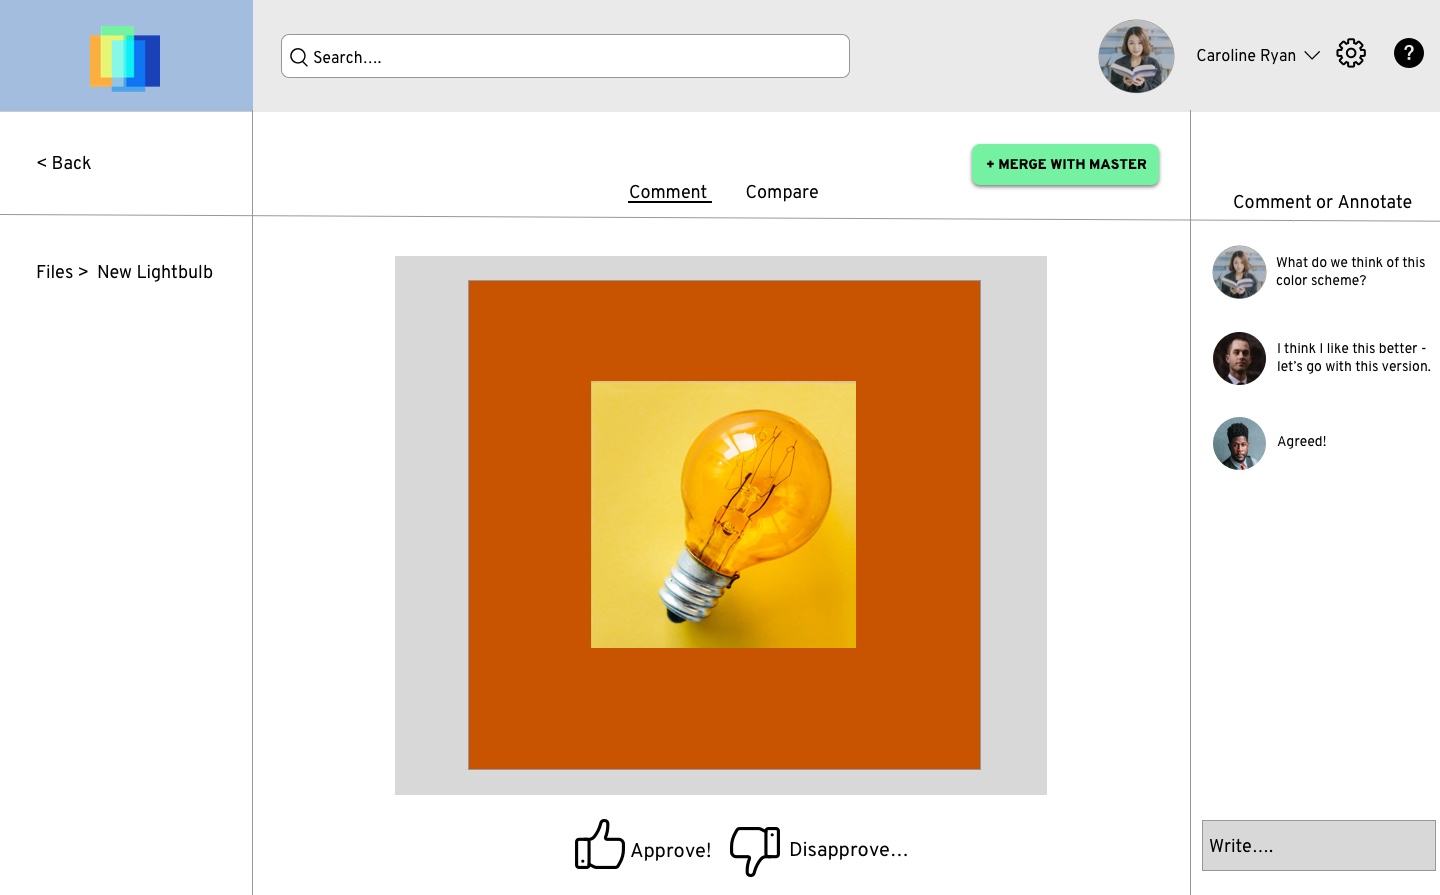 Search....
Caroline Ryan
?
< Back
+ MERGE WITH MASTER
Comment
Compare
Comment or Annotate
Files > New Lightbulb
What do we think of this
color scheme?
I think I like this better -
let's go with this version.
Agreed!
Approve!
Disapprove...
Write....